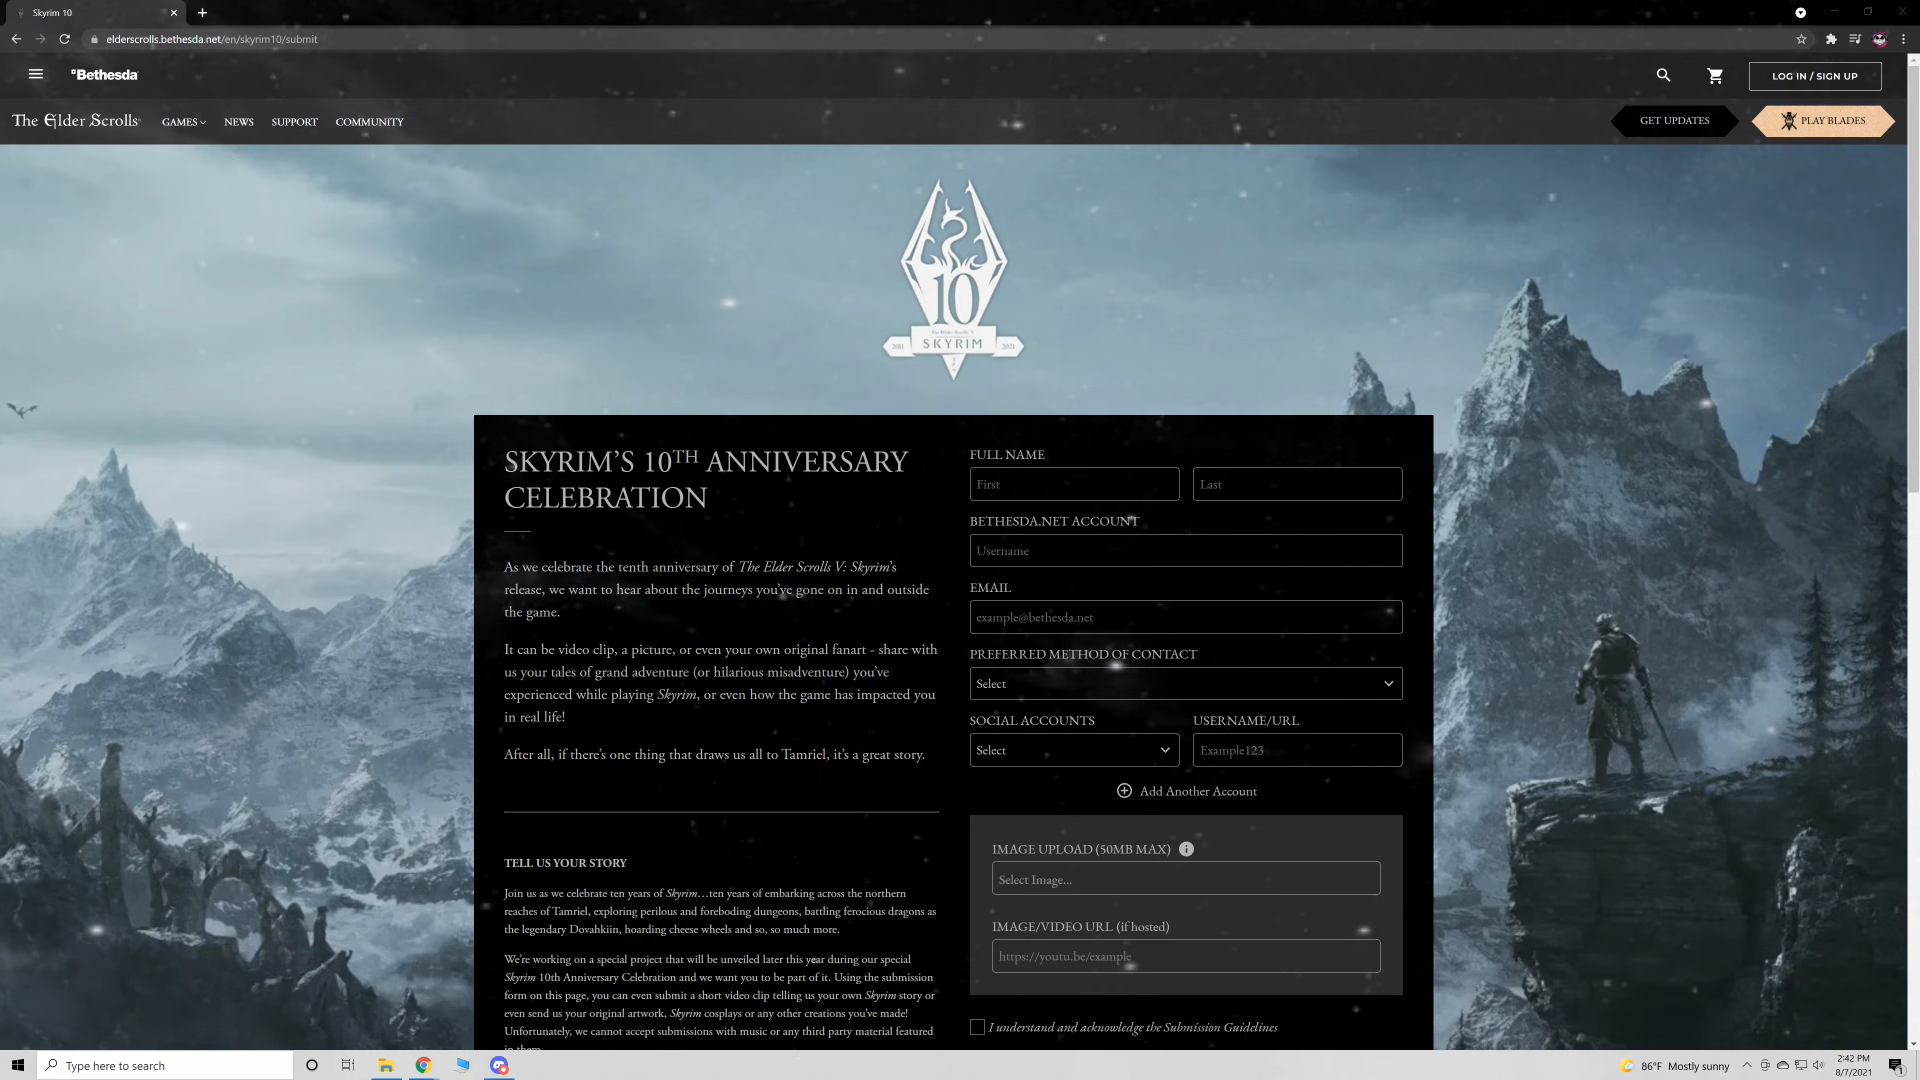 Skyrim 10
elderscrolls.bethesda.net/en/skyrim10/submit
Bethesda
LOG IN / SIGN UP
The Elder Scrolls
GAMES
NEWS
SUPPORT
COMMUNITY
GET UPDATES
PLAY BLADES
10
The Elder Scrolls V
2011
SKYRIM
2021
SKYRIM'S 10TH ANNIVERSARY
CELEBRATION
As we celebrate the tenth anniversary of The Elder Scrolls V: Skyrim's
release, we want to hear about the journeys you've gone on in and outside
the game.
It can be video clip, a picture, or even your own original fanart - share with
us your tales of grand adventure (or hilarious misadventure) you've
experienced while playing Skyrim, or even how the game has impacted you
in real life!
After all, if there's one thing that draws us all to Tamriel, it's a great story.
TELL US YOUR STORY
Join us as we celebrate ten years of Skyrim…ten years of embarking across the northern
reaches of Tamriel, exploring perilous and foreboding dungeons, battling ferocious dragons as
the legendary Dovahkiin, hoarding cheese wheels and so, so much more.
We're working on a special project that will be unveiled later this year during our special
Skyrim 10th Anniversary Celebration and we want you to be part of it. Using the submission
form on this page, you can even submit a short video clip telling us your own Skyrim story or
even send us your original artwork, Skyrim cosplays or any other creations you've made!
Unfortunately, we cannot accept submissions with music or any third party material featured
in them.
FULL NAME
First
Last
BETHESDA.NET ACCOUNT
Username
EMAIL
example@bethesda.net
PREFERRED METHOD OF CONTACT
Select
SOCIAL ACCOUNTS
USERNAME/URL
Select
Example123
Add Another Account
IMAGE UPLOAD (50MB MAX)
Select Image...
IMAGE/VIDEO URL (if hosted)
https://youtu.be/example
I understand and acknowledge the Submission Guidelines
Type here to search
86°F Mostly sunny
2:42 PM
8/7/2021
1